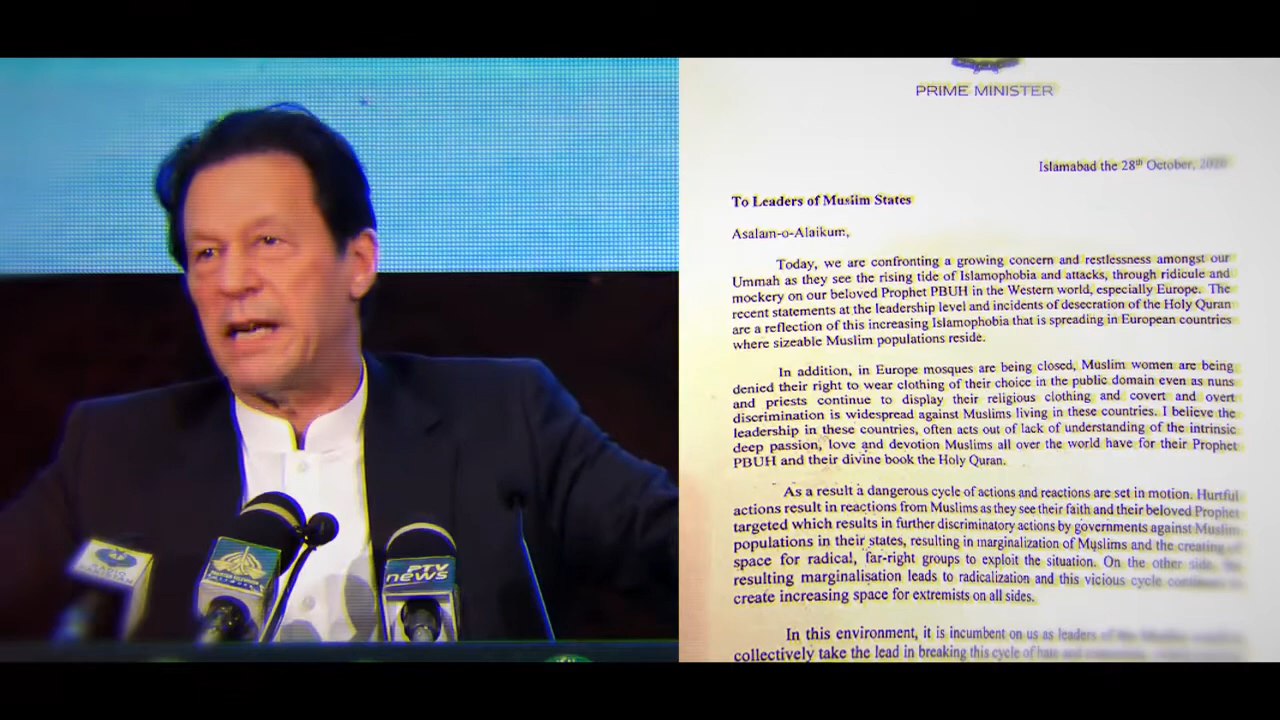 PTV
news
PRIME MINISTER
Islamabad the 28th October, 2020
To Leaders of Muslim States
Asalam-o-Alaikum,
Today, we are confronting a growing concern and restlessness amongst our
Ummah as they see the rising tide of Islamophobia and attacks, through ridicule and
mockery on our beloved Prophet PBUH in the Western world, especially Europe. The
recent statements at the leadership level and incidents of desecration of the Holy Quran
are a reflection of this increasing Islamophobia that is spreading in European countries
where sizeable Muslim populations reside.
In addition, in Europe mosques are being closed, Muslim women are being
denied their right to wear clothing of their choice in the public domain even as nuns
and priests continue to display their religious clothing and covert and overt
discrimination is widespread against Muslims living in these countries. I believe the
leadership in these countries, often acts out of lack of understanding of the intrinsic
deep passion, love and devotion Muslims all over the world have for their Prophet
PBUH and their divine book the Holy Quran.
As a result a dangerous cycle of actions and reactions are set in motion. Hurtful
actions result in reactions from Muslims as they see their faith and their beloved Prophet
targeted which results in further discriminatory actions by governments against Muslim
populations in their states, resulting in marginalization of Muslims and the creating of
space for radical, far-right groups to exploit the situation. On the other side, the
resulting marginalisation leads to radicalization and this vicious cycle continues to
create increasing space for extremists on all sides.
In this environment, it is incumbent on us as leaders of the
collectively take the lead in breaking this cycle of hate and